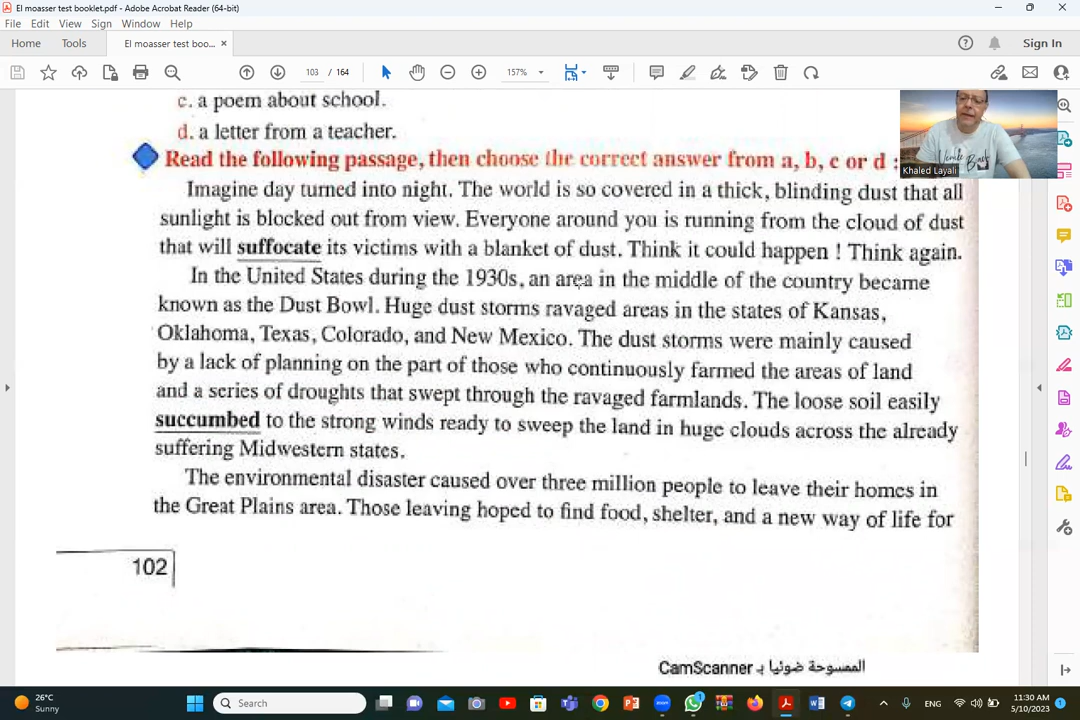 El moasser test booklet.pdf - Adobe Acrobat Reader (64-bit)
File Edit View Sign Window Help
Home Tools El moasser test boo... × Sign In
103 / 164 157%
c. a poem about school.
d. a letter from a teacher.
Read the following passage, then choose the correct answer from a, b, c or d :
Imagine day turned into night. The world is so covered in a thick, blinding dust that all
sunlight is blocked out from view. Everyone around you is running from the cloud of dust
that will suffocate its victims with a blanket of dust. Think it could happen ! Think again.
In the United States during the 1930s, an area in the middle of the country became
known as the Dust Bowl. Huge dust storms ravaged areas in the states of Kansas,
Oklahoma, Texas, Colorado, and New Mexico. The dust storms were mainly caused
by a lack of planning on the part of those who continuously farmed the areas of land
and a series of droughts that swept through the ravaged farmlands. The loose soil easily
succumbed to the strong winds ready to sweep the land in huge clouds across the already
suffering Midwestern states.
The environmental disaster caused over three million people to leave their homes in
the Great Plains area. Those leaving hoped to find food, shelter, and a new way of life for
102
الممسوحة ضوئيا بـ CamScanner
Khaled Layali
26°C
Sunny
Search
ENG
11:30 AM
5/10/2023